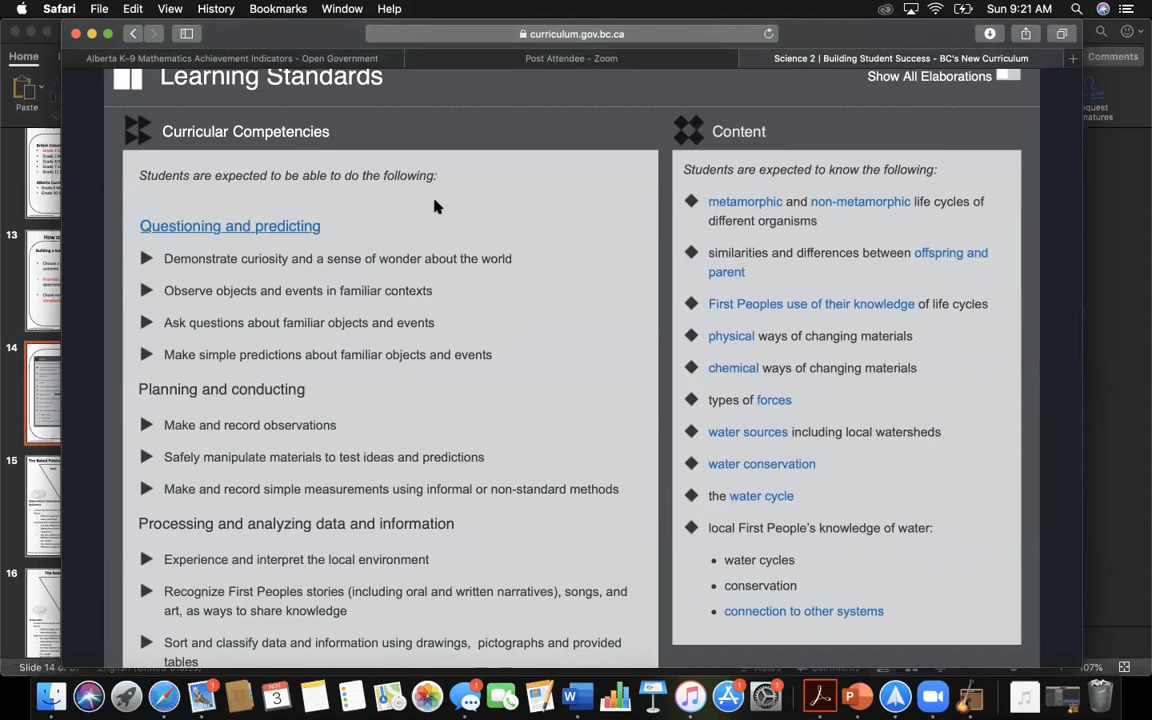 Safari File Edit View History Bookmarks Window Help
Sun 9:21 AM
Home
curriculum.gov.bc.ca
Comments
Alberta K–9 Mathematics Achievement Indicators - Open Government
Post Attendee - Zoom
Science 2 | Building Student Success - BC's New Curriculum
Paste
Learning Standards
Show All Elaborations
Curricular Competencies
Content
Students are expected to be able to do the following:
Questioning and predicting
Demonstrate curiosity and a sense of wonder about the world
Observe objects and events in familiar contexts
Ask questions about familiar objects and events
Make simple predictions about familiar objects and events
Planning and conducting
Make and record observations
Safely manipulate materials to test ideas and predictions
Make and record simple measurements using informal or non-standard methods
Processing and analyzing data and information
Experience and interpret the local environment
Recognize First Peoples stories (including oral and written narratives), songs, and
art, as ways to share knowledge
Sort and classify data and information using drawings, pictographs and provided
tables
Students are expected to know the following:
metamorphic and non-metamorphic life cycles of
different organisms
similarities and differences between offspring and
parent
First Peoples use of their knowledge of life cycles
physical ways of changing materials
chemical ways of changing materials
types of forces
water sources including local watersheds
water conservation
the water cycle
local First People's knowledge of water:
water cycles
conservation
connection to other systems
13
14
15
16
Slide 14 of
NOV
3